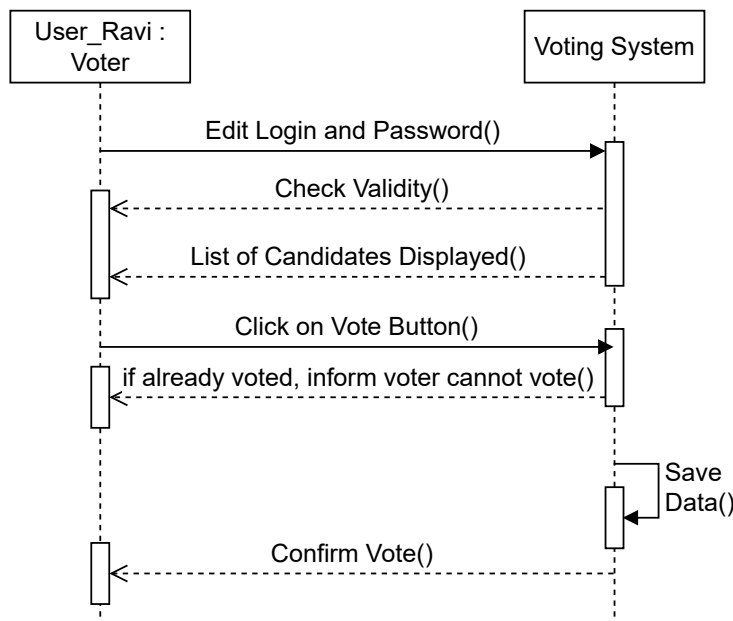 User_Ravi :
Voter
Voting System
Edit Login and Password()
Check Validity()
List of Candidates Displayed()
Click on Vote Button()
if already voted, inform voter cannot vote()
Save
Data()
Confirm Vote()